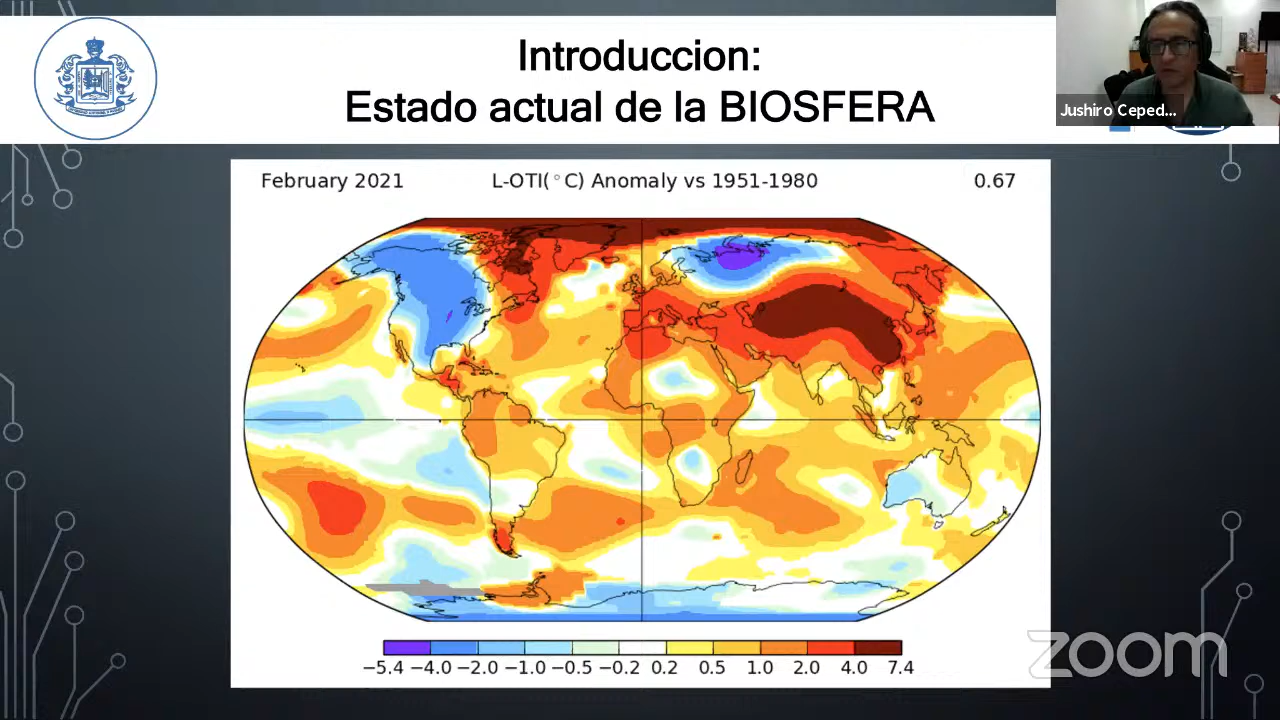 Introduccion:
Estado actual de la BIOSFERA
Jushiro Ceped...
February 2021 L-OTI(°C) Anomaly vs 1951-1980 0.67
−5.4 −4.0 −2.0 −1.0 −0.5 −0.2 0.2 0.5 1.0 2.0 4.0 7.4
zoom